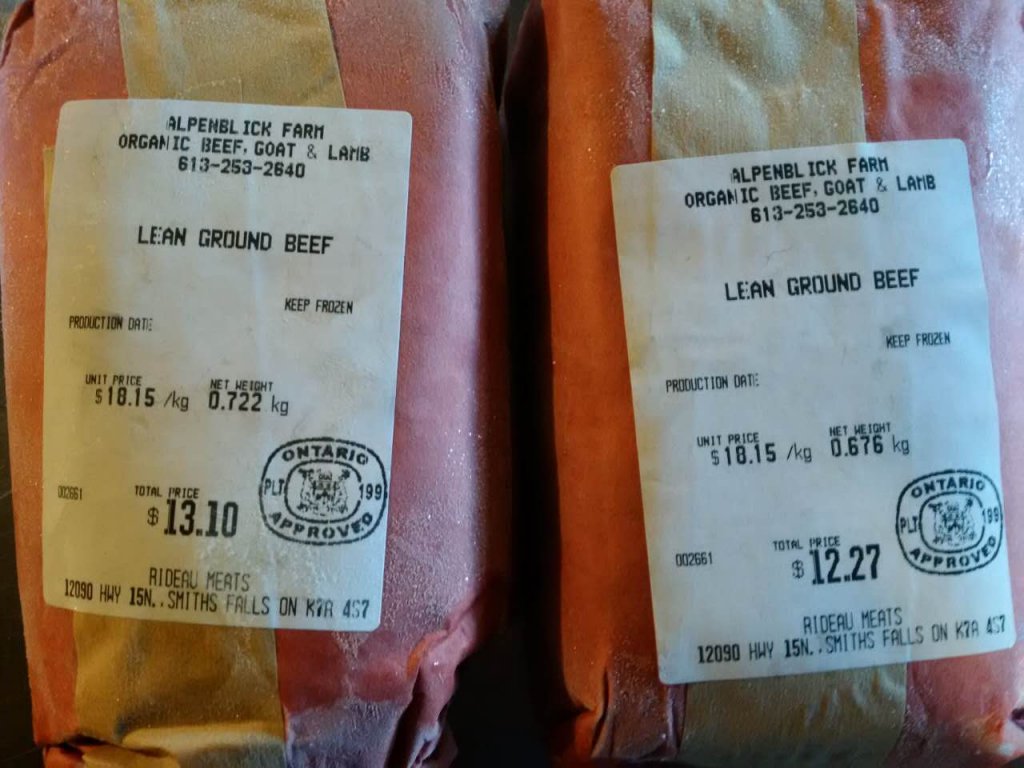 ALPENBLICK FARM
ORGANIC BEEF, GOAT & LAMB
613-253-2640
LEAN GROUND BEEF
KEEP FROZEN
PRODUCTION DATE
UNIT PRICE NET WEIGHT
$18.15 /kg 0.722 kg
ONTARIO
PLT 199
APPROVED
002661
TOTAL PRICE
$13.10
RIDEAU MEATS
12090 HWY 15N., SMITHS FALLS ON K7A 4S7
ALPENBLICK FARM
ORGANIC BEEF, GOAT & LAMB
613-253-2640
LEAN GROUND BEEF
KEEP FROZEN
PRODUCTION DATE
UNIT PRICE NET WEIGHT
$18.15 /kg 0.676 kg
ONTARIO
PLT 199
APPROVED
002661
TOTAL PRICE
$12.27
RIDEAU MEATS
12090 HWY 15N., SMITHS FALLS ON K7A 4S7